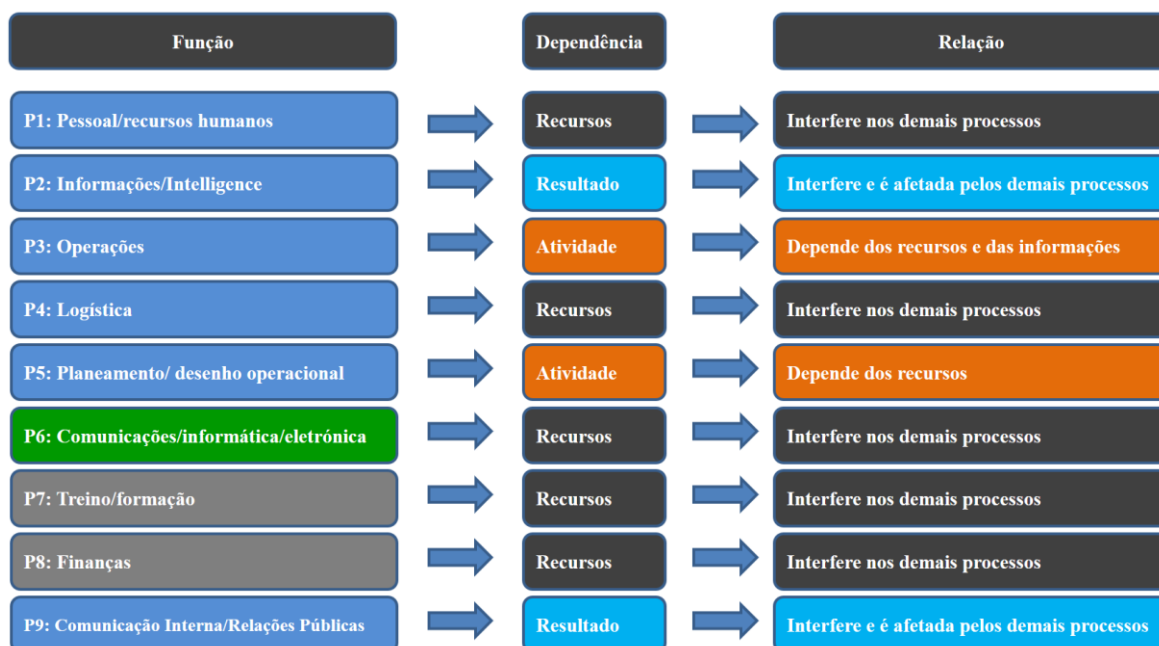 Função Dependência Relação
P1: Pessoal/recursos humanos Recursos Interfere nos demais processos
P2: Informações/Intelligence Resultado Interfere e é afetada pelos demais processos
P3: Operações Atividade Depende dos recursos e das informações
P4: Logística Recursos Interfere nos demais processos
P5: Planeamento/ desenho operacional Atividade Depende dos recursos
P6: Comunicações/informática/eletrónica Recursos Interfere nos demais processos
P7: Treino/formação Recursos Interfere nos demais processos
P8: Finanças Recursos Interfere nos demais processos
P9: Comunicação Interna/Relações Públicas Resultado Interfere e é afetada pelos demais processos